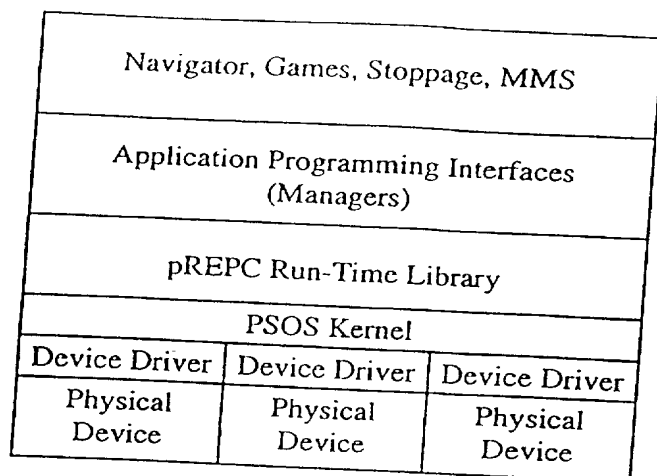 Navigator, Games, Stoppage, MMS
Application Programming Interfaces
(Managers)
pREPC Run-Time Library
PSOS Kernel
Device Driver Device Driver Device Driver
Physical Physical Physical
Device Device Device